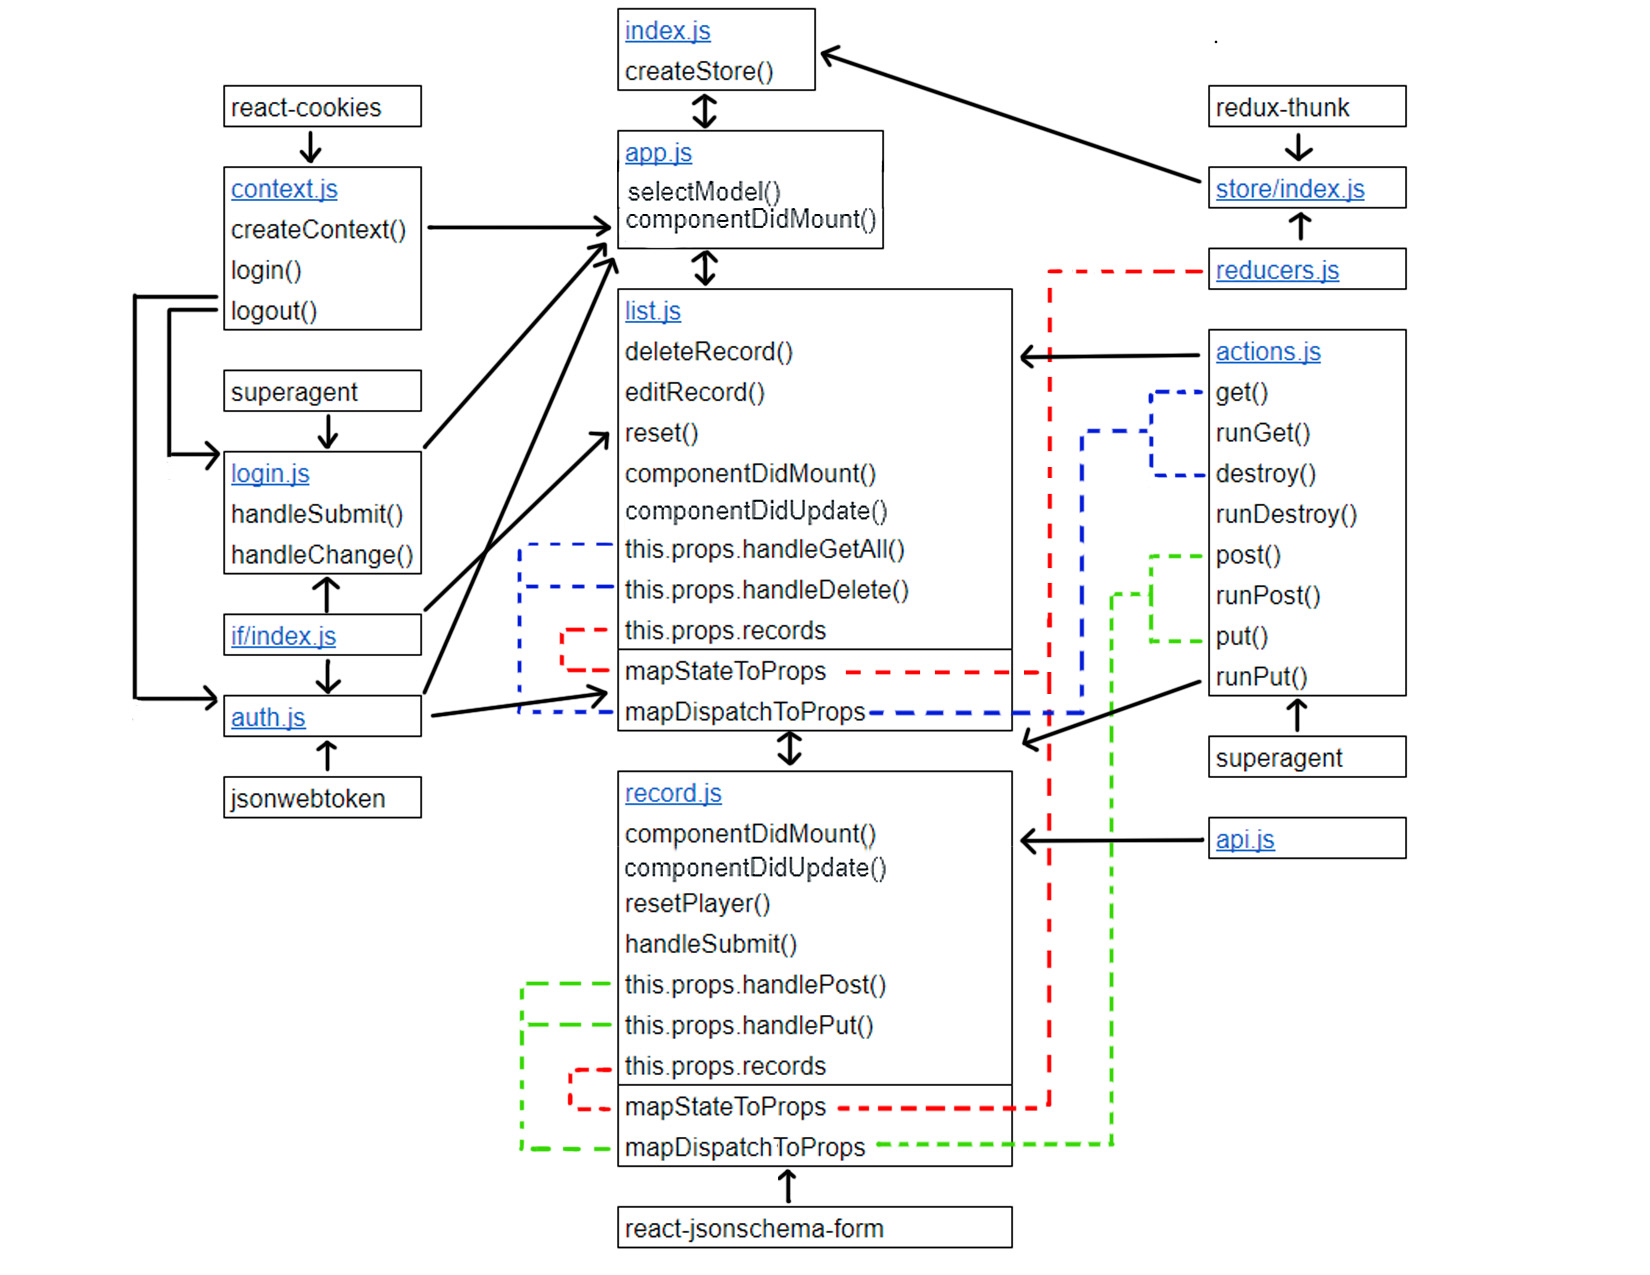 index.js
createStore()
app.js
selectModel()
componentDidMount()
react-cookies
context.js
createContext()
login()
logout()
superagent
login.js
handleSubmit()
handleChange()
if/index.js
auth.js
jsonwebtoken
list.js
deleteRecord()
editRecord()
reset()
componentDidMount()
componentDidUpdate()
this.props.handleGetAll()
this.props.handleDelete()
this.props.records
mapStateToProps
mapDispatchToProps
record.js
componentDidMount()
componentDidUpdate()
resetPlayer()
handleSubmit()
this.props.handlePost()
this.props.handlePut()
this.props.records
mapStateToProps
mapDispatchToProps
react-jsonschema-form
redux-thunk
store/index.js
reducers.js
actions.js
get()
runGet()
destroy()
runDestroy()
post()
runPost()
put()
runPut()
superagent
api.js